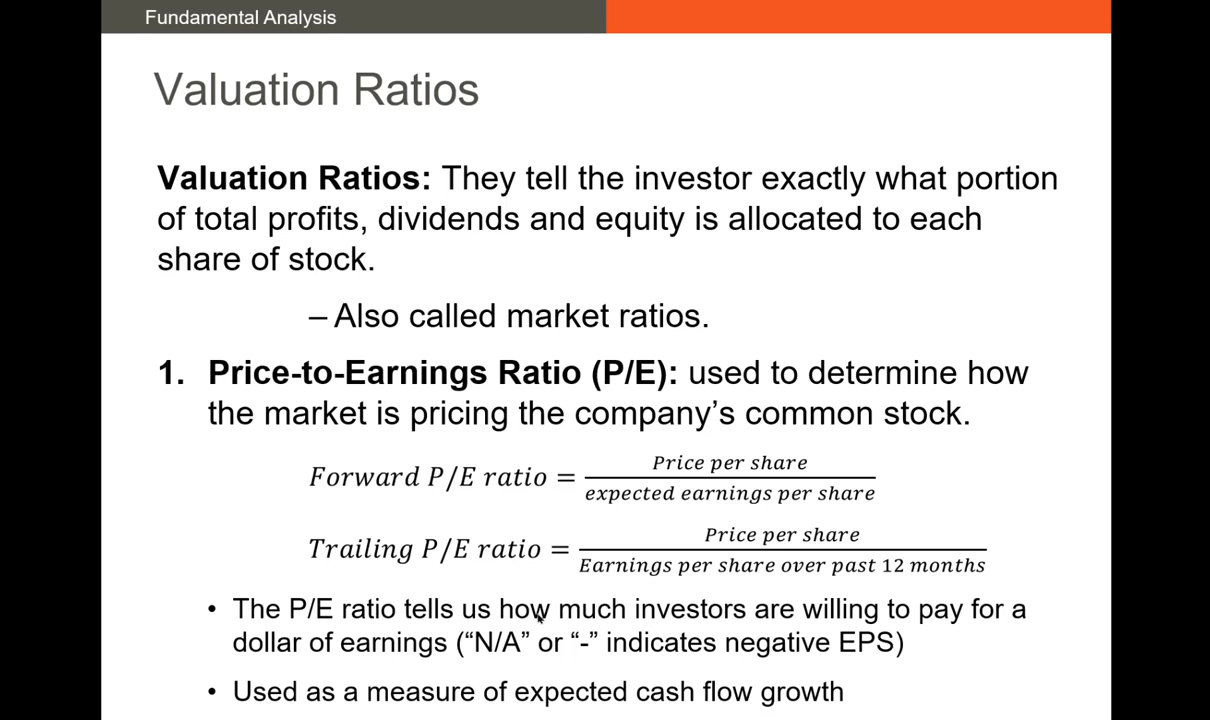 Fundamental Analysis
Valuation Ratios
Valuation Ratios: They tell the investor exactly what portion
of total profits, dividends and equity is allocated to each
share of stock.
– Also called market ratios.
1. Price-to-Earnings Ratio (P/E): used to determine how
the market is pricing the company’s common stock.
Forward P/E ratio = Price per share / expected earnings per share
Trailing P/E ratio = Price per share / Earnings per share over past 12 months
• The P/E ratio tells us how much investors are willing to pay for a
dollar of earnings (“N/A” or “-” indicates negative EPS)
• Used as a measure of expected cash flow growth